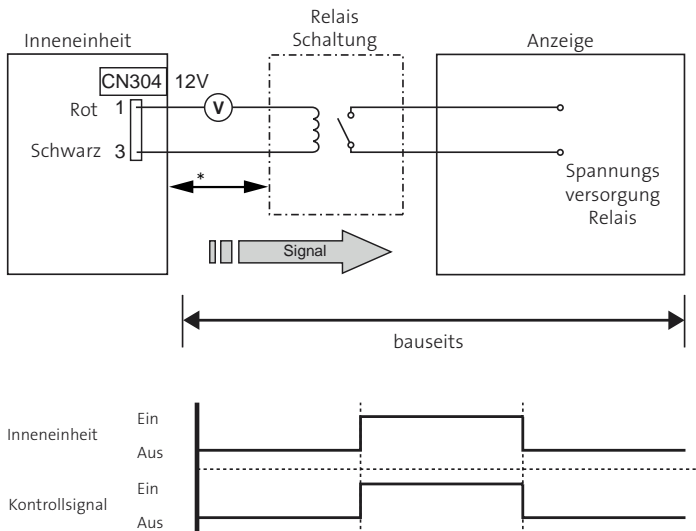 Relais
Schaltung
Inneneinheit
Anzeige
CN304 12V
Rot 1
V
Schwarz 3
*
Spannungs
versorgung
Relais
Signal
bauseits
Ein
Inneneinheit
Aus
Ein
Kontrollsignal
Aus